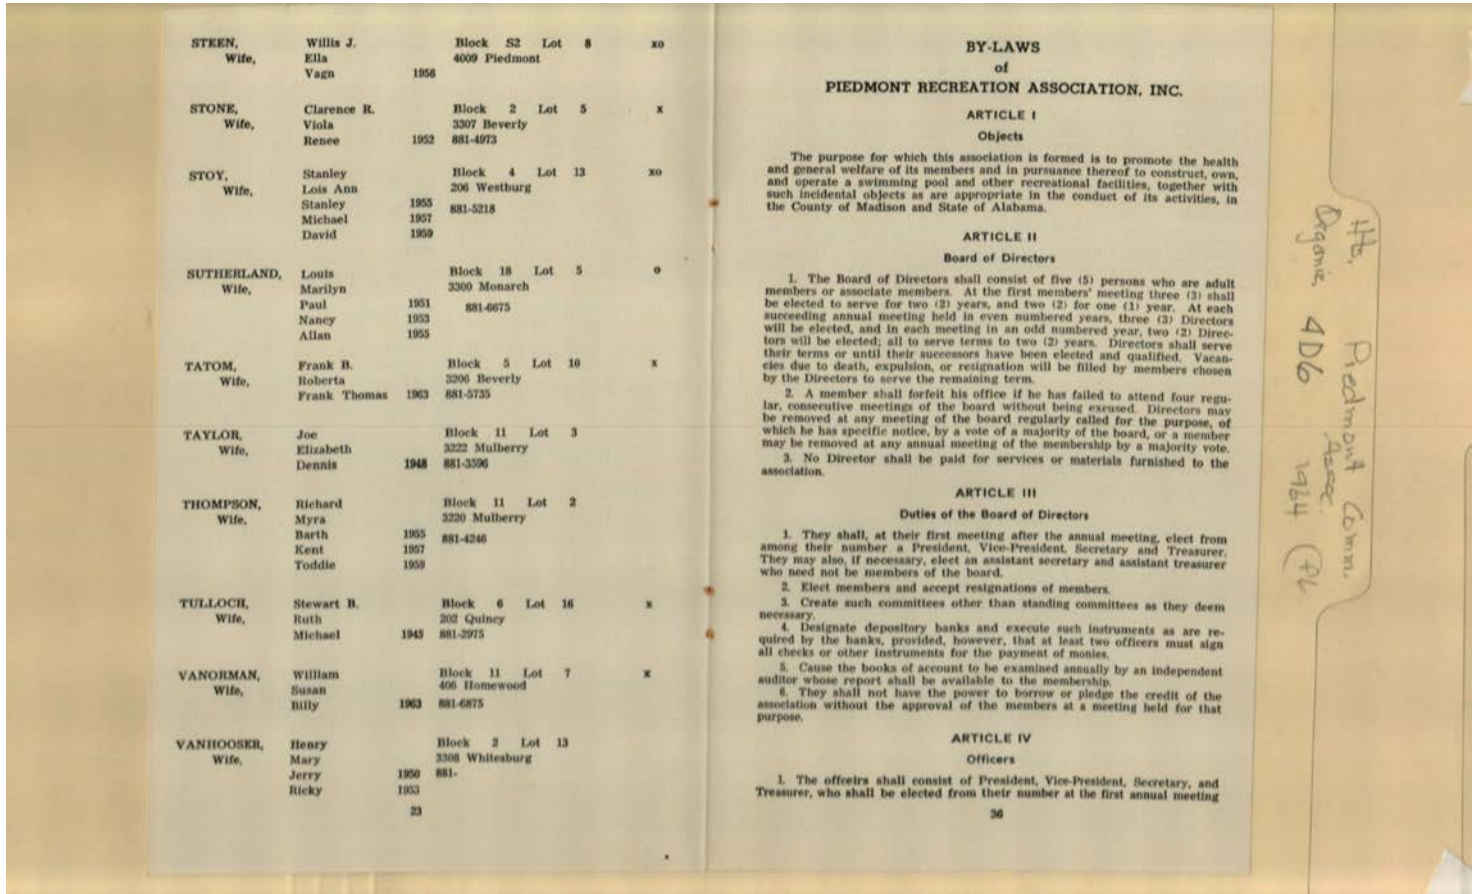 STEEN, Willis J. Block S2 Lot 8 xo
Wife, Ella 4009 Piedmont
Vagn 1956
STONE, Clarence R. Block 2 Lot 5 x
Wife, Viola 3307 Beverly
Renee 1952 881-4973
STOY, Stanley Block 4 Lot 13 xo
Wife, Lois Ann 206 Westburg
Stanley 1955 881-5218
Michael 1957
David 1959
SUTHERLAND, Louis Block 18 Lot 5 o
Wife, Marilyn 3300 Monarch
Paul 1951 881-6675
Nancy 1953
Allan 1955
TATOM, Frank B. Block 5 Lot 10 x
Wife, Roberta 3206 Beverly
Frank Thomas 1963 881-5735
TAYLOR, Joe Block 11 Lot 3
Wife, Elizabeth 3222 Mulberry
Dennis 1948 881-3596
THOMPSON, Richard Block 11 Lot 2
Wife, Myra 3220 Mulberry
Barth 1955 881-4246
Kent 1957
Toddie 1959
TULLOCH, Stewart B. Block 6 Lot 16 x
Wife, Ruth 202 Quincy
Michael 1945 881-2975
VANORMAN, William Block 11 Lot 7 x
Wife, Susan 406 Homewood
Billy 1963 881-6875
VANHOOSER, Henry Block 2 Lot 13
Wife, Mary 3308 Whitesburg
Jerry 1950 881-
Ricky 1953
23
BY-LAWS
of
PIEDMONT RECREATION ASSOCIATION, INC.
ARTICLE I
Objects
The purpose for which this association is formed is to promote the health
and general welfare of its members and in pursuance thereof to construct, own,
and operate a swimming pool and other recreational facilities, together with
such incidental objects as are appropriate in the conduct of its activities, in
the County of Madison and State of Alabama.
ARTICLE II
Board of Directors
1. The Board of Directors shall consist of five (5) persons who are adult
members or associate members. At the first members' meeting three (3) shall
be elected to serve for two (2) years, and two (2) for one (1) year. At each
succeeding annual meeting held in even numbered years, three (3) Directors
will be elected, and in each meeting in an odd numbered year, two (2) Direc-
tors will be elected; all to serve terms to two (2) years. Directors shall serve
their terms or until their successors have been elected and qualified. Vacan-
cies due to death, expulsion, or resignation will be filled by members chosen
by the Directors to serve the remaining term.
2. A member shall forfeit his office if he has failed to attend four regu-
lar, consecutive meetings of the board without being excused. Directors may
be removed at any meeting of the board regularly called for the purpose, of
which he has specific notice, by a vote of a majority of the board, or a member
may be removed at any annual meeting of the membership by a majority vote.
3. No Director shall be paid for services or materials furnished to the
association.
ARTICLE III
Duties of the Board of Directors
1. They shall, at their first meeting after the annual meeting, elect from
among their number a President, Vice-President, Secretary and Treasurer.
They may also, if necessary, elect an assistant secretary and assistant treasurer
who need not be members of the board.
2. Elect members and accept resignations of members.
3. Create such committees other than standing committees as they deem
necessary.
4. Designate depository banks and execute such instruments as are re-
quired by the banks, provided, however, that at least two officers must sign
all checks or other instruments for the payment of monies.
5. Cause the books of account to be examined annually by an independent
auditor whose report shall be available to the membership.
6. They shall not have the power to borrow or pledge the credit of the
association without the approval of the members at a meeting held for that
purpose.
ARTICLE IV
Officers
1. The offceirs shall consist of President, Vice-President, Secretary, and
Treasurer, who shall be elected from their number at the first annual meeting
36
Hts, Piedmont Comm.
Assoc.
Organiz, 4D6 1964